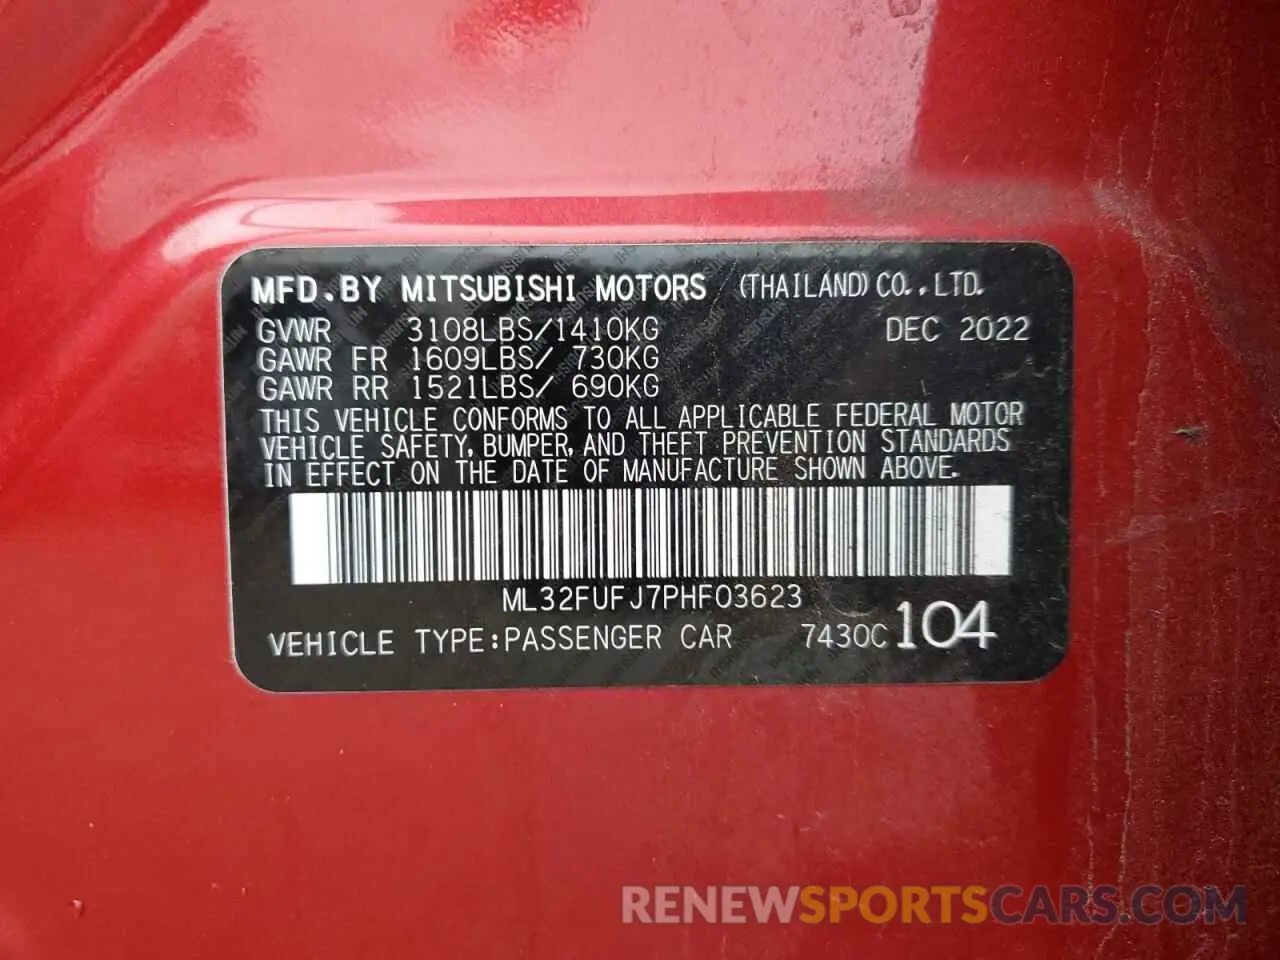 MFD.BY MITSUBISHI MOTORS (THAILAND) CO.,LTD.
GVWR 3108LBS/1410KG DEC 2022
GAWR FR 1609LBS/ 730KG
GAWR RR 1521LBS/ 690KG
THIS VEHICLE CONFORMS TO ALL APPLICABLE FEDERAL MOTOR
VEHICLE SAFETY, BUMPER, AND THEFT PREVENTION STANDARDS
IN EFFECT ON THE DATE OF MANUFACTURE SHOWN ABOVE.
ML32FUFJ7PHF03623
VEHICLE TYPE:PASSENGER CAR 7430C 104
RENEWSPORTSCARS.COM